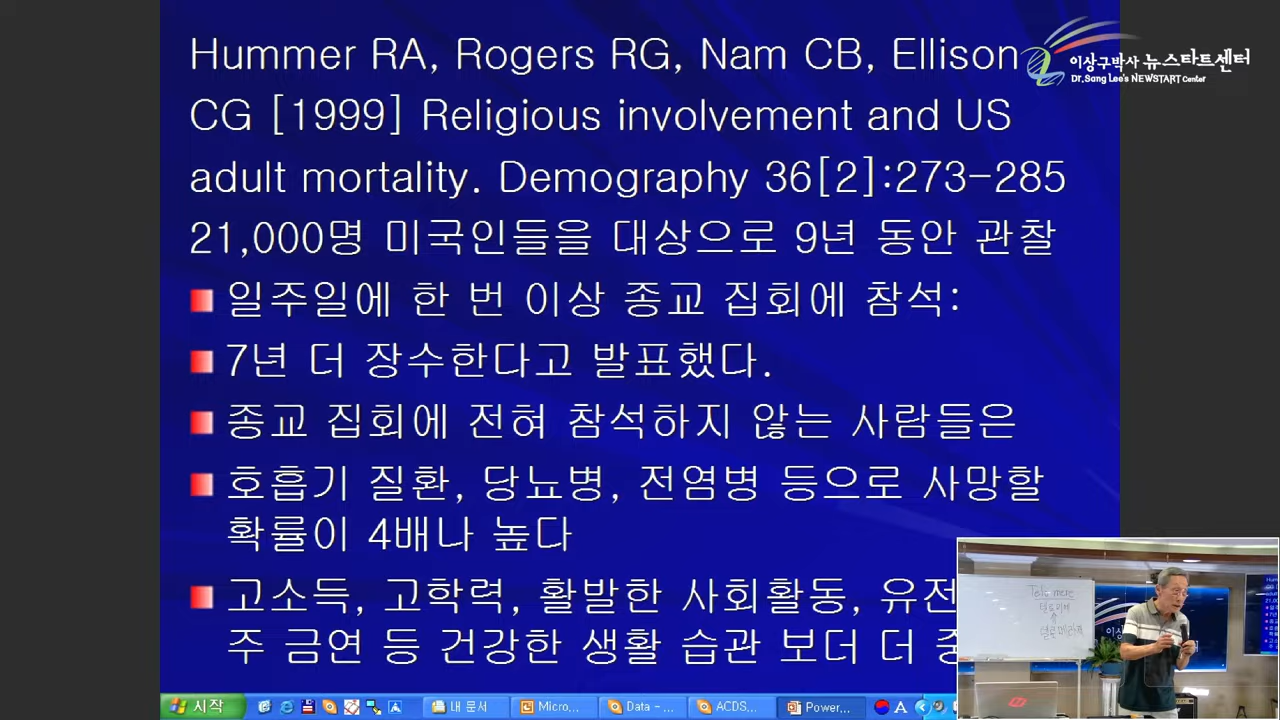 Hummer RA, Rogers RG, Nam CB, Ellison
CG [1999] Religious involvement and US
adult mortality. Demography 36[2]:273-285
21,000명 미국인들을 대상으로 9년 동안 관찰
일주일에 한 번 이상 종교 집회에 참석:
7년 더 장수한다고 발표했다.
종교 집회에 전혀 참석하지 않는 사람들은
호흡기 질환, 당뇨병, 전염병 등으로 사망할
확률이 4배나 높다
고소득, 고학력, 활발한 사회활동, 유전
주 금연 등 건강한 생활 습관 보더 더
이상구박사 뉴스타트센터
Dr. Sang Lee's NEWSTART Center
Telomere
시작
내 문서
Micro...
Data - ...
ACDS...
Power...
A